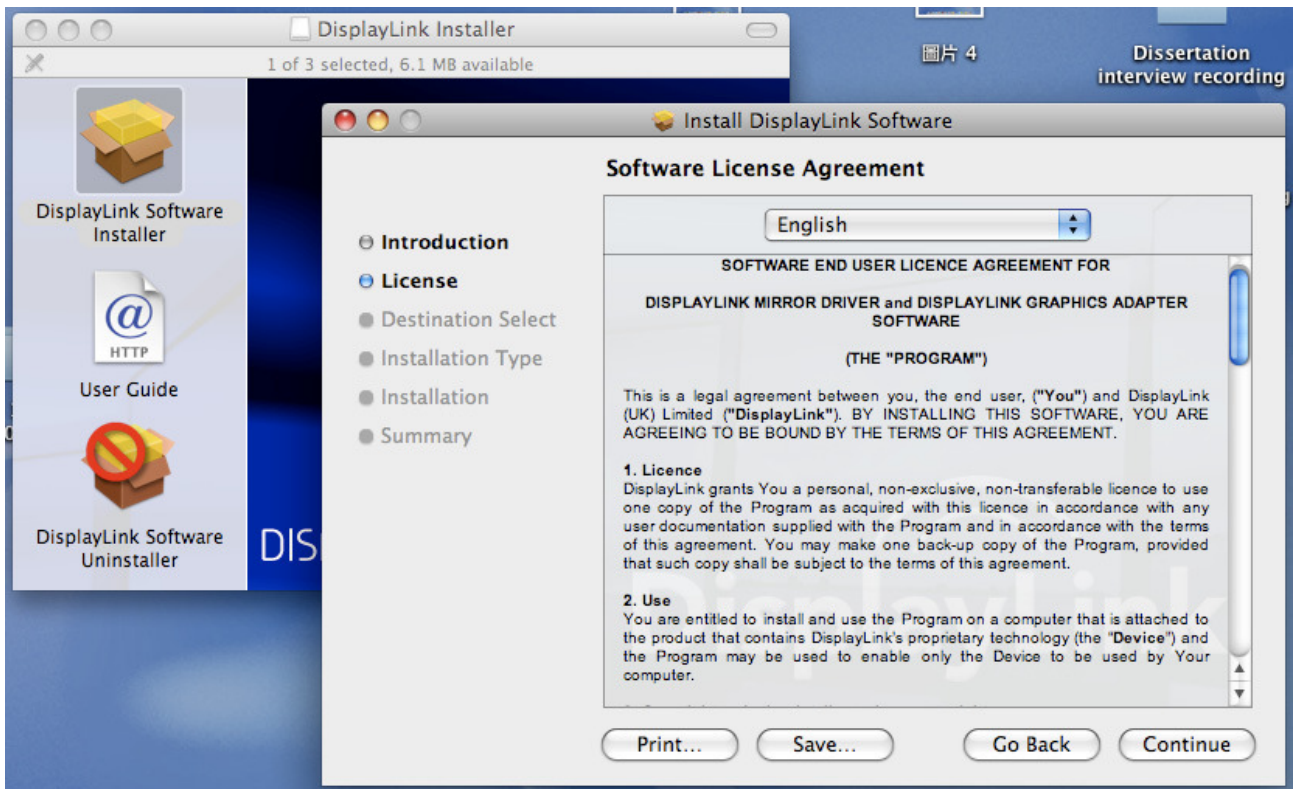 DisplayLink Installer
1 of 3 selected, 6.1 MB available
DisplayLink Software
Installer
HTTP
User Guide
DisplayLink Software
Uninstaller
DIS
圖片 4
Dissertation
interview recording
Install DisplayLink Software
Software License Agreement
Introduction
License
Destination Select
Installation Type
Installation
Summary
English
SOFTWARE END USER LICENCE AGREEMENT FOR
DISPLAYLINK MIRROR DRIVER and DISPLAYLINK GRAPHICS ADAPTER
SOFTWARE
(THE "PROGRAM")
This is a legal agreement between you, the end user, ("You") and DisplayLink
(UK) Limited ("DisplayLink"). BY INSTALLING THIS SOFTWARE, YOU ARE
AGREEING TO BE BOUND BY THE TERMS OF THIS AGREEMENT.
1. Licence
DisplayLink grants You a personal, non-exclusive, non-transferable licence to use
one copy of the Program as acquired with this licence in accordance with any
user documentation supplied with the Program and in accordance with the terms
of this agreement. You may make one back-up copy of the Program, provided
that such copy shall be subject to the terms of this agreement.
2. Use
You are entitled to install and use the Program on a computer that is attached to
the product that contains DisplayLink's proprietary technology (the "Device") and
the Program may be used to enable only the Device to be used by Your
computer.
DisplayLink
Print...
Save...
Go Back
Continue